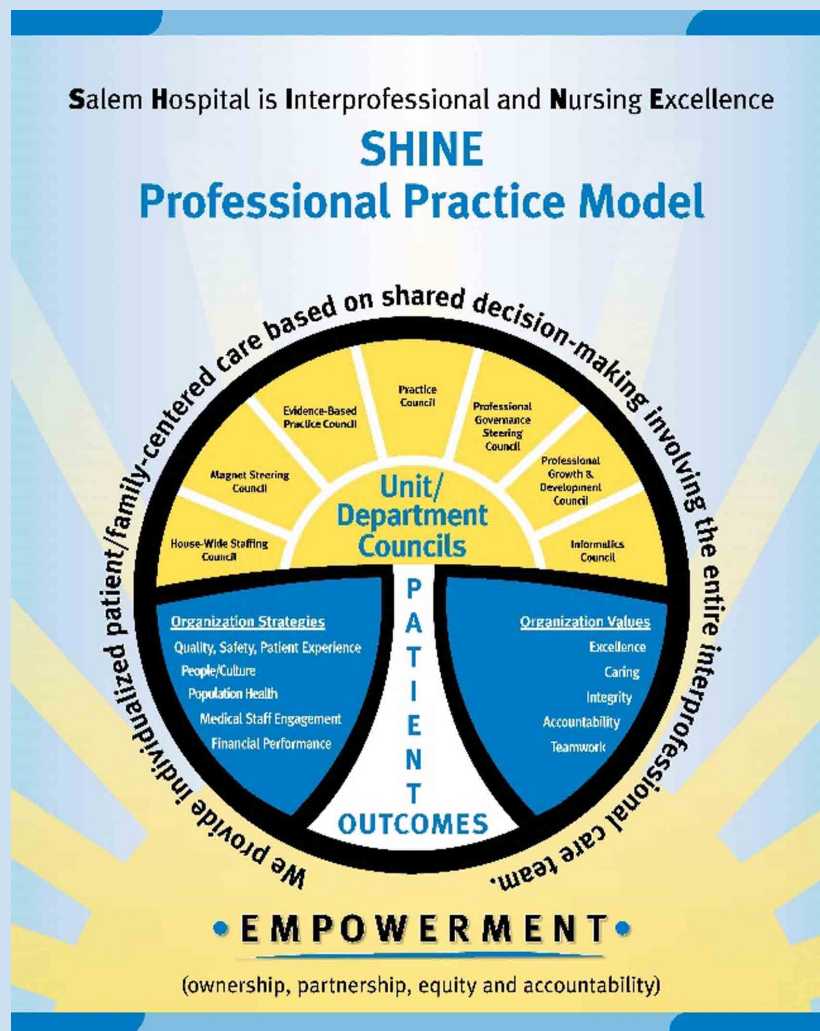 Salem Hospital is Interprofessional and Nursing Excellence
SHINE
Professional Practice Model
We provide individualized patient/family-centered care based on shared decision-making involving the entire interprofessional care team.
House-Wide Staffing
Council
Magnet Steering
Council
Evidence-Based
Practice Council
Practice
Council
Professional
Governance
Steering
Council
Professional
Growth &
Development
Council
Informatics
Council
Unit/
Department
Councils
PATIENT
OUTCOMES
Organization Strategies
Quality, Safety, Patient Experience
People/Culture
Population Health
Medical Staff Engagement
Financial Performance
Organization Values
Excellence
Caring
Integrity
Accountability
Teamwork
• EMPOWERMENT •
(ownership, partnership, equity and accountability)